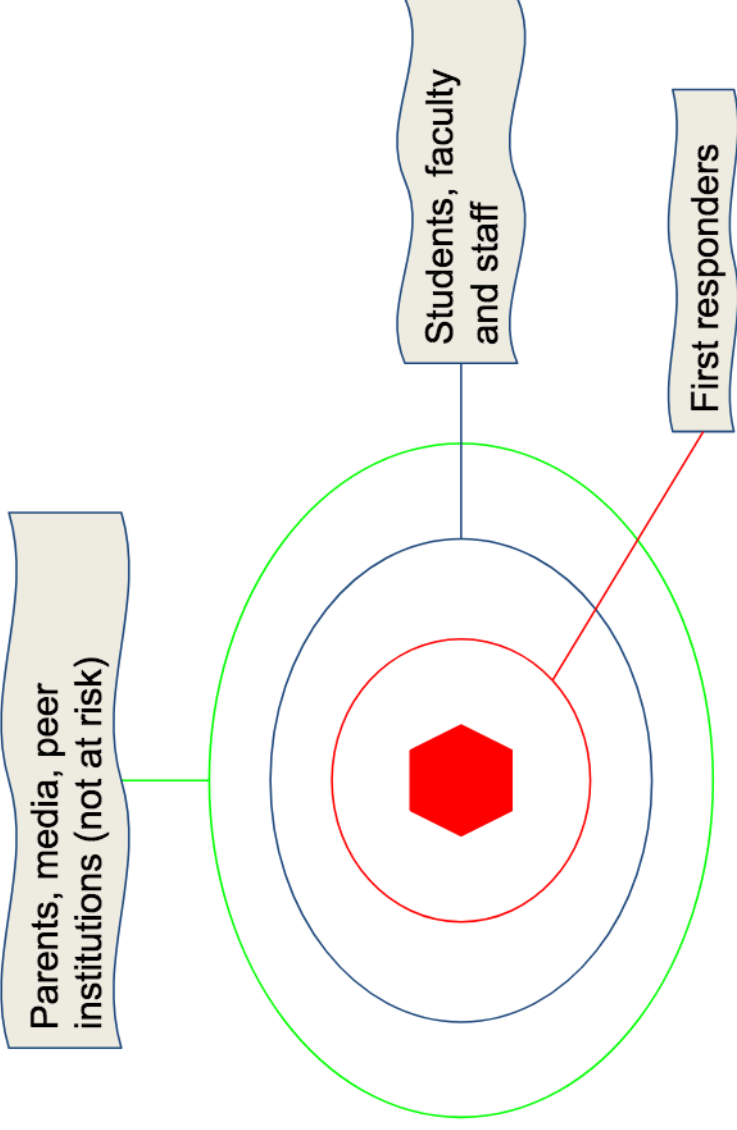 Parents, media, peer
institutions (not at risk)
Students, faculty
and staff
First responders